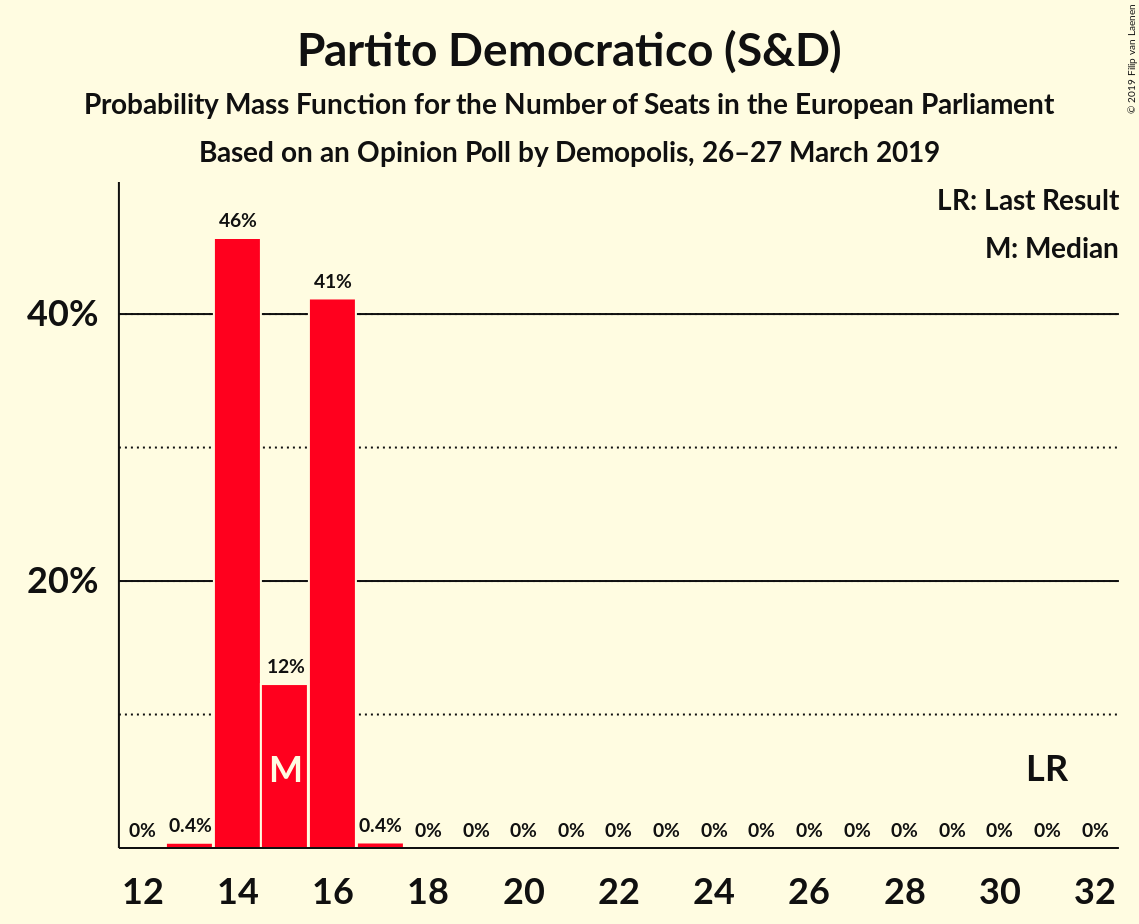 Partito Democratico (S&D)
Probability Mass Function for the Number of Seats in the European Parliament
Based on an Opinion Poll by Demopolis, 26–27 March 2019
© 2019 Filip van Laenen
LR: Last Result
M: Median
46%
41%
40%
20%
12%
M
LR
0% 0.4% 0.4% 0% 0% 0% 0% 0% 0% 0% 0% 0% 0% 0% 0% 0% 0% 0%
12 14 16 18 20 22 24 26 28 30 32